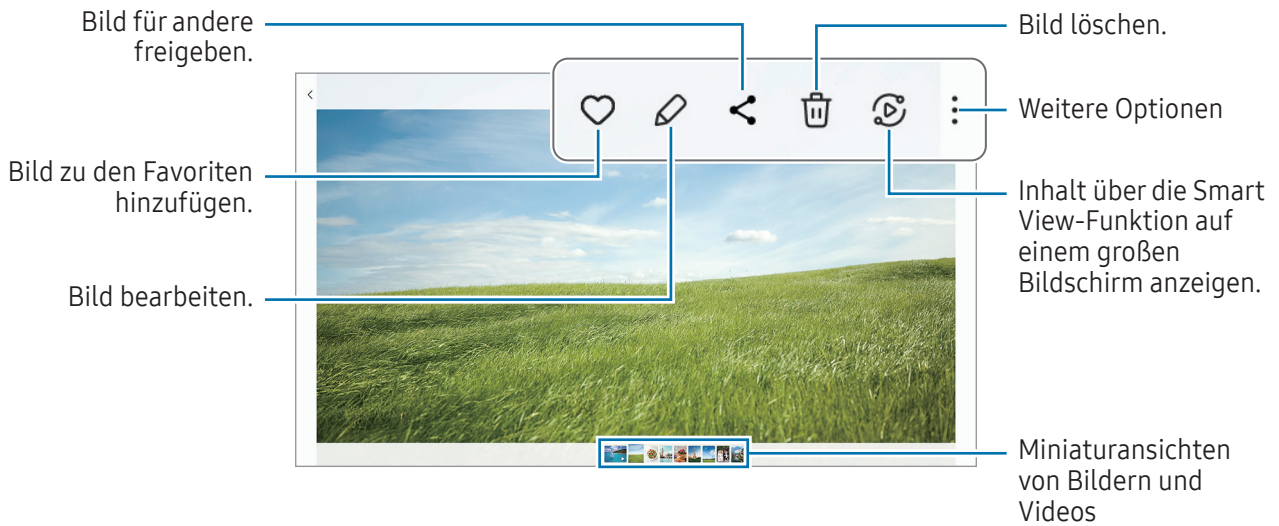 Bild für andere
freigeben.
Bild zu den Favoriten
hinzufügen.
Bild bearbeiten.
Bild löschen.
Weitere Optionen
Inhalt über die Smart
View-Funktion auf
einem großen
Bildschirm anzeigen.
Miniaturansichten
von Bildern und
Videos